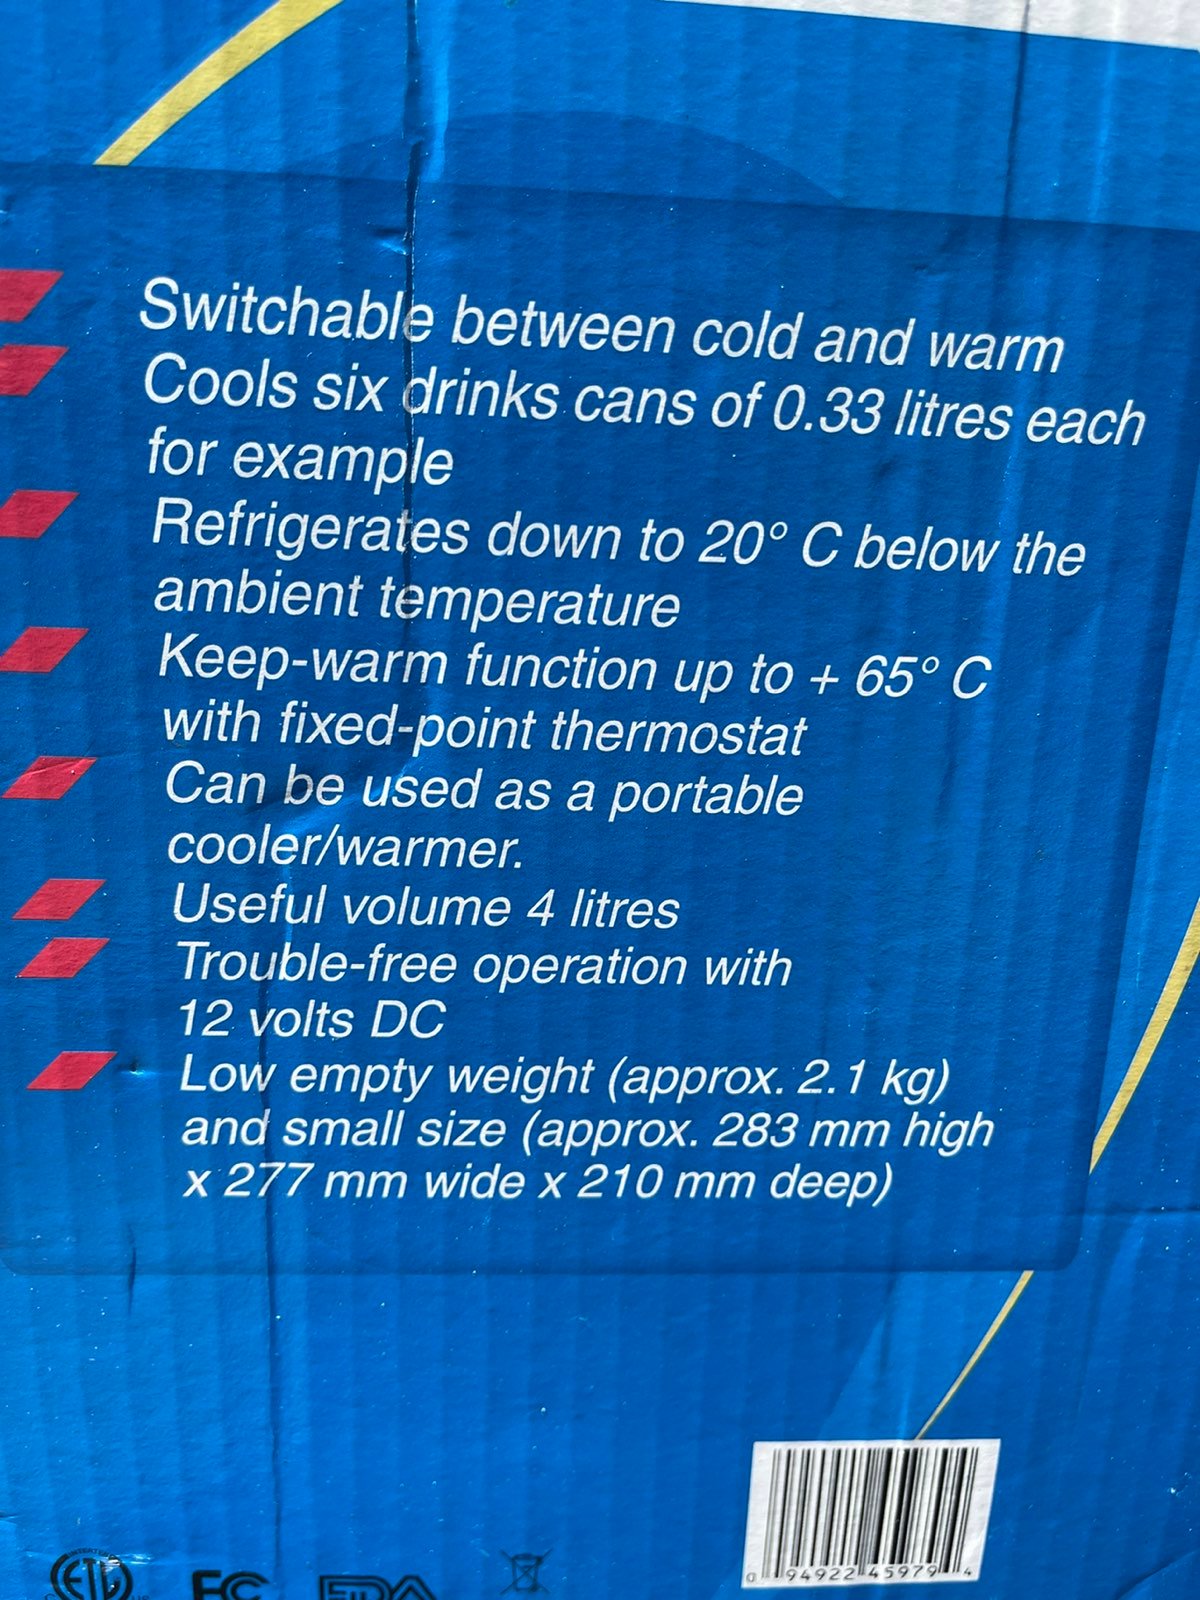 Switchable between cold and warm
Cools six drinks cans of 0.33 litres each
for example
Refrigerates down to 20° C below the
ambient temperature
Keep-warm function up to + 65° C
with fixed-point thermostat
Can be used as a portable
cooler/warmer.
Useful volume 4 litres
Trouble-free operation with
12 volts DC
Low empty weight (approx. 2.1 kg)
and small size (approx. 283 mm high
x 277 mm wide x 210 mm deep)
0 94922 45979 4
ETL FC FDA